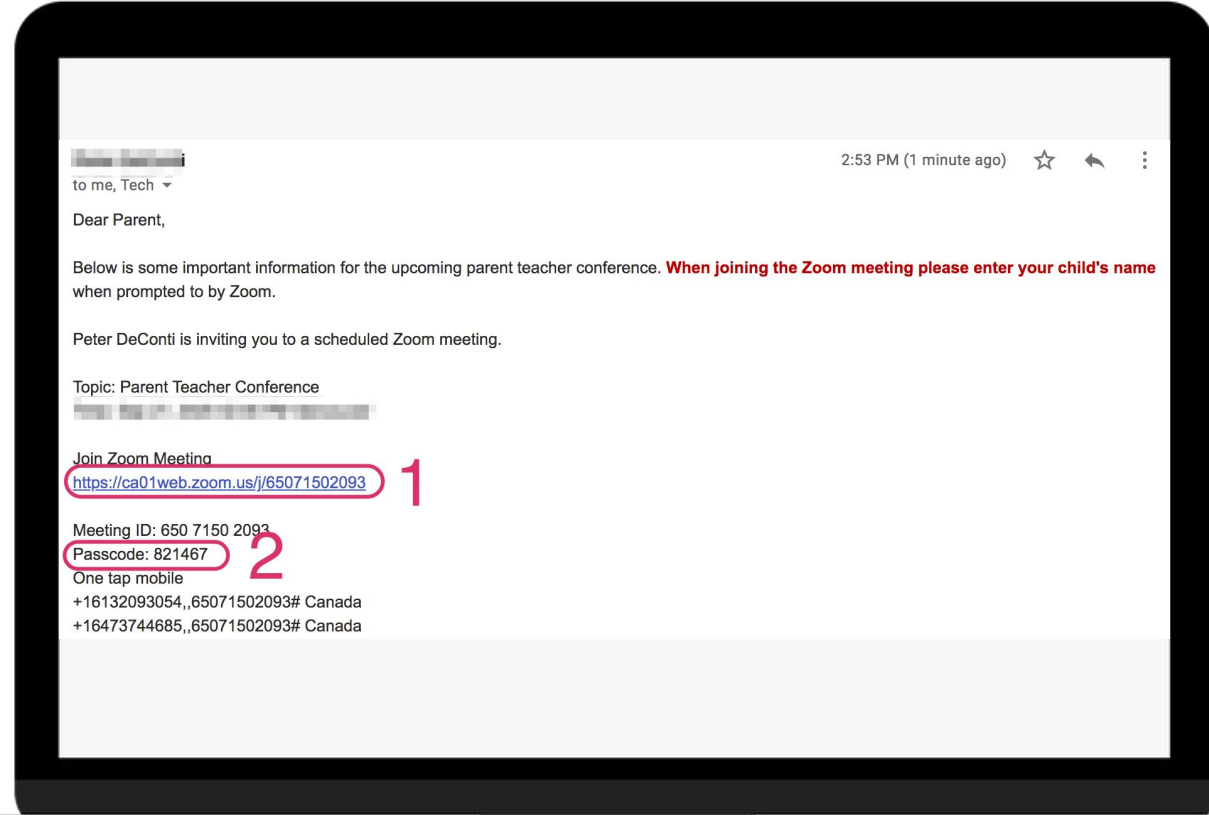 2:53 PM (1 minute ago)
to me, Tech
Dear Parent,
Below is some important information for the upcoming parent teacher conference. When joining the Zoom meeting please enter your child's name
when prompted to by Zoom.
Peter DeConti is inviting you to a scheduled Zoom meeting.
Topic: Parent Teacher Conference
Join Zoom Meeting
https://ca01web.zoom.us/j/65071502093
1
Meeting ID: 650 7150 2093
Passcode: 821467
2
One tap mobile
+16132093054,,65071502093# Canada
+16473744685,,65071502093# Canada